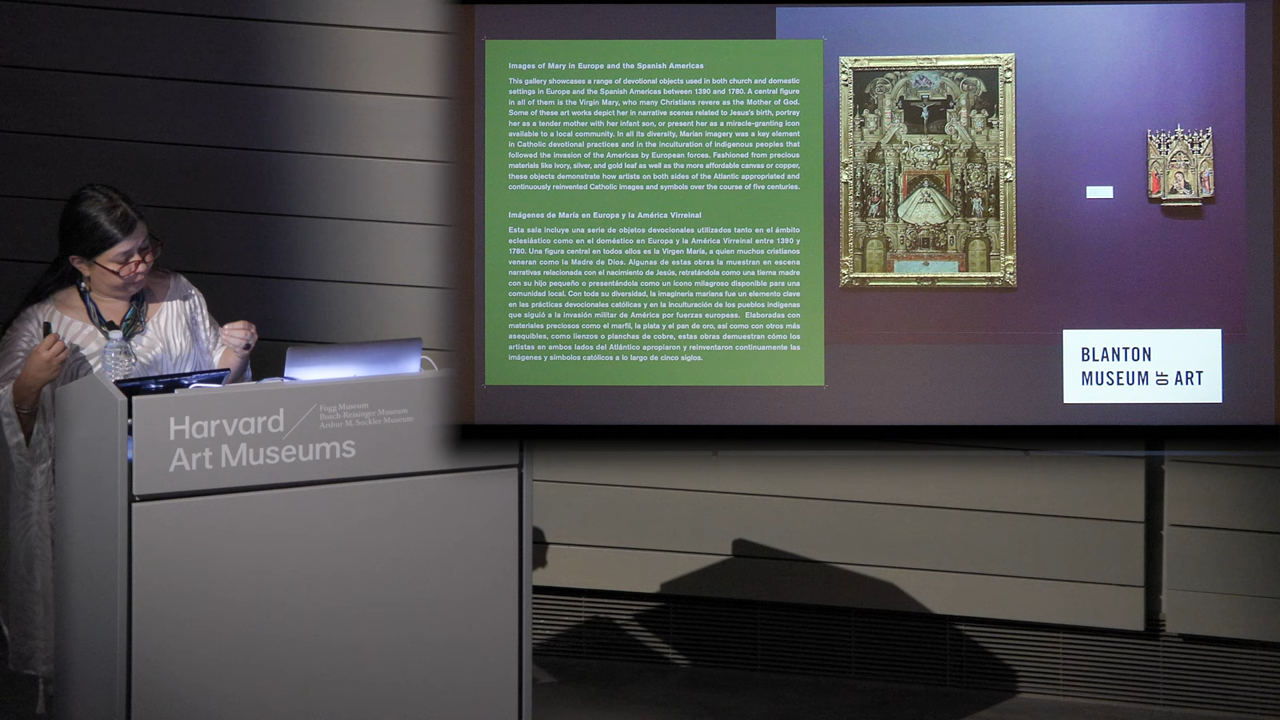 Images of Mary in Europe and the Spanish Americas
This gallery showcases a range of devotional objects used in both church and domestic
settings in Europe and the Spanish Americas between 1390 and 1780. A central figure
in all of them is the Virgin Mary, who many Christians revere as the Mother of God.
Some of these art works depict her in narrative scenes related to Jesus's birth, portray
her as a tender mother with her infant son, or present her as a miracle-granting icon
available to a local community. In all its diversity, Marian imagery was a key element
in Catholic devotional practices and in the inculturation of indigenous peoples that
followed the invasion of the Americas by European forces. Fashioned from precious
materials like ivory, silver, and gold leaf as well as the more affordable canvas or copper,
these objects demonstrate how artists on both sides of the Atlantic appropriated and
continuously reinvented Catholic images and symbols over the course of five centuries.
Imágenes de María en Europa y la América Virreinal
Esta sala incluye una serie de objetos devocionales utilizados tanto en el ámbito
eclesiástico como en el doméstico en Europa y la América Virreinal entre 1390 y
1780. Una figura central en todos ellos es la Virgen María, a quien muchos cristianos
veneran como la Madre de Dios. Algunas de estas obras la muestran en escena
narrativas relacionada con el nacimiento de Jesús, retratándola como una tierna madre
con su hijo pequeño o presentándola como un ícono milagroso disponible para una
comunidad local. Con toda su diversidad, la imaginería mariana fue un elemento clave
en las prácticas devocionales católicas y en la inculturación de los pueblos indígenas
que siguió a la invasión militar de América por fuerzas europeas. Elaboradas con
materiales preciosos como el marfil, la plata y el pan de oro, así como con otros más
asequibles, como lienzos o planchas de cobre, estas obras demuestran cómo los
artistas en ambos lados del Atlántico apropiaron y reinventaron continuamente las
imágenes y símbolos católicos a lo largo de cinco siglos.
BLANTON
MUSEUM OF ART
Harvard
Art Museums
Fogg Museum
Busch-Reisinger Museum
Arthur M. Sackler Museum